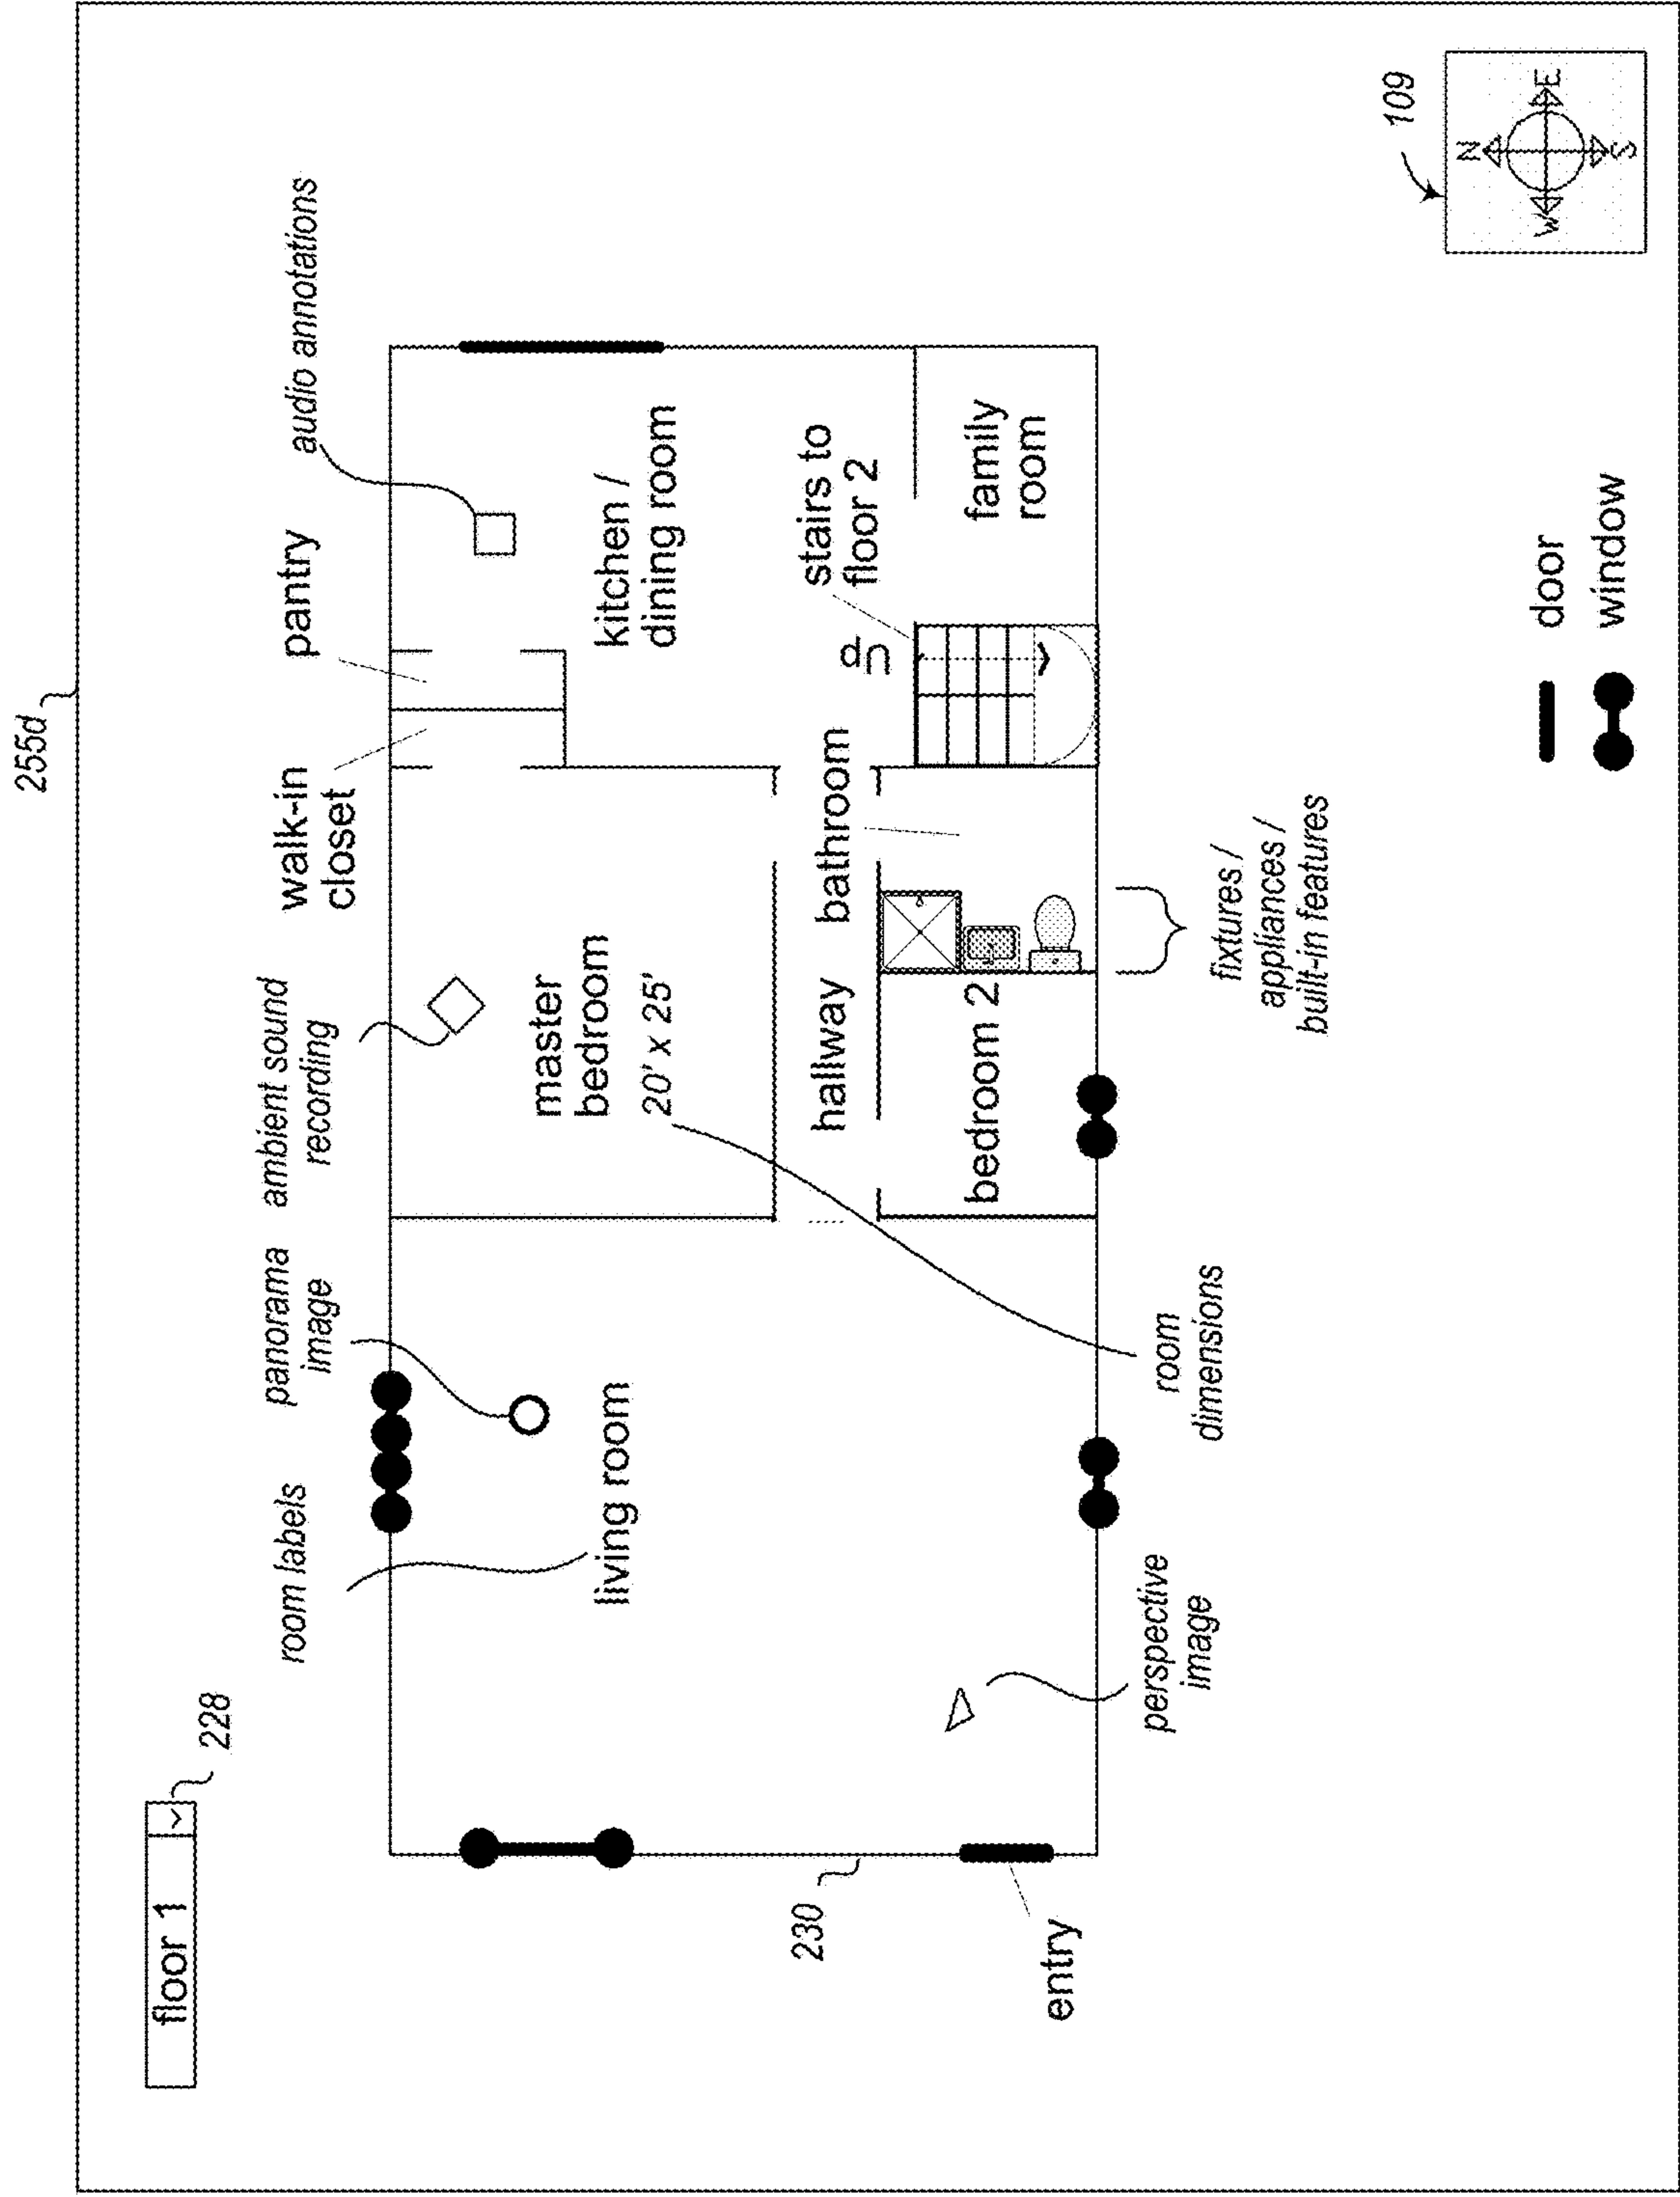 255d
floor 1
228
room labels
panorama
image
ambient sound
recording
walk-in
closet
pantry
audio annotations
living room
master
bedroom
20' x 25'
kitchen /
dining room
hallway
bathroom
up
stairs to
floor 2
bedroom 2
family
room
230
entry
perspective
image
room
dimensions
fixtures /
appliances /
built-in features
109
N
W
E
S
door
window